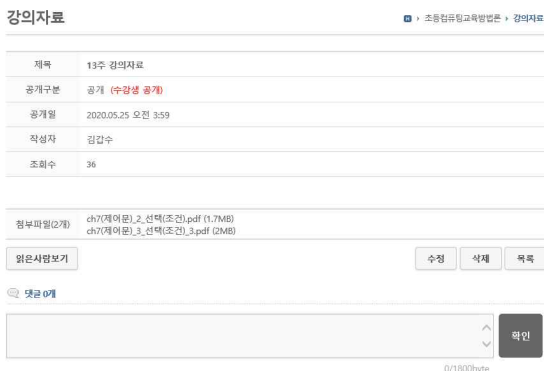 강의자료
초등컴퓨팅교육방법론 › 강의자료
제목 13주 강의자료
공개구분 공개 (수강생 공개)
공개일 2020.05.25 오전 3:59
작성자 김갑수
조회수 36
첨부파일(2개) ch7(제어문)_2_선택(조건).pdf (1.7MB)
ch7(제어문)_3_선택(조건)_3.pdf (2MB)
읽은사람보기 수정 삭제 목록
댓글 0개
확인
0/1800byte